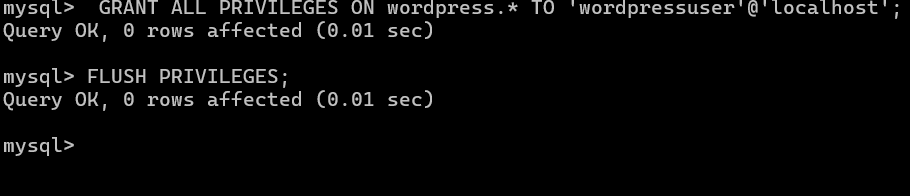 mysql>  GRANT ALL PRIVILEGES ON wordpress.* TO 'wordpressuser'@'localhost';
Query OK, 0 rows affected (0.01 sec)
mysql> FLUSH PRIVILEGES;
Query OK, 0 rows affected (0.01 sec)
mysql>